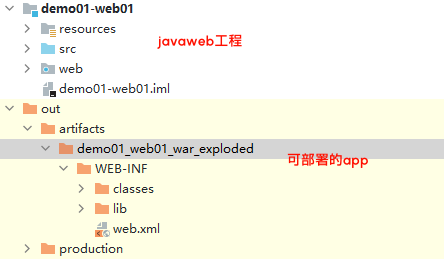 demo01-web01
resources
javaweb工程
src
web
demo01-web01.iml
out
artifacts
demo01_web01_war_exploded
可部署的app
WEB-INF
classes
lib
web.xml
production